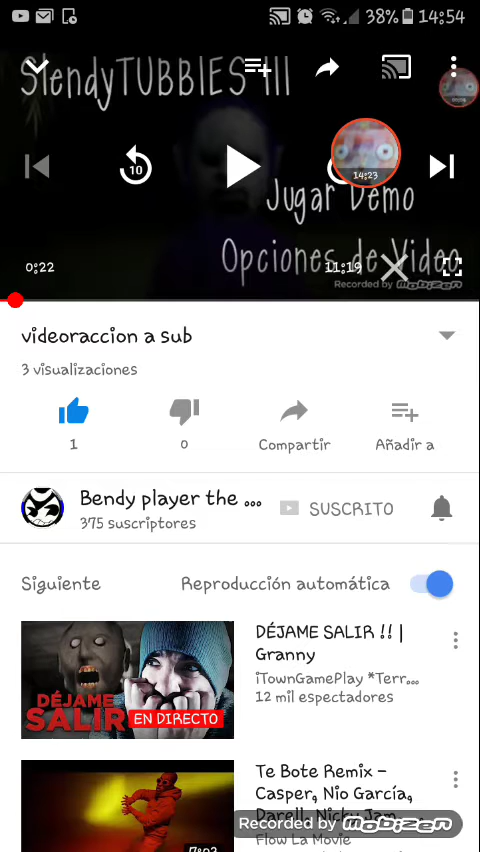 38% 14:54
SlendyTUBBIES III
10
14:23
Jugar Demo
Opciones de Video
0:22
11:19
Recorded by MOBIZEN
videoraccion a sub
3 visualizaciones
1
0
Compartir
Añadir a
Bendy player the ...
SUSCRITO
375 suscriptores
Siguiente
Reproducción automática
DÉJAME SALIR !! |
Granny
iTownGamePlay *Terr...
12 mil espectadores
DÉJAME
SALIR
EN DIRECTO
Te Bote Remix -
Casper, Nio García,
Darell, Nicky Jam,
Flow La Movie
Recorded by MOBIZEN